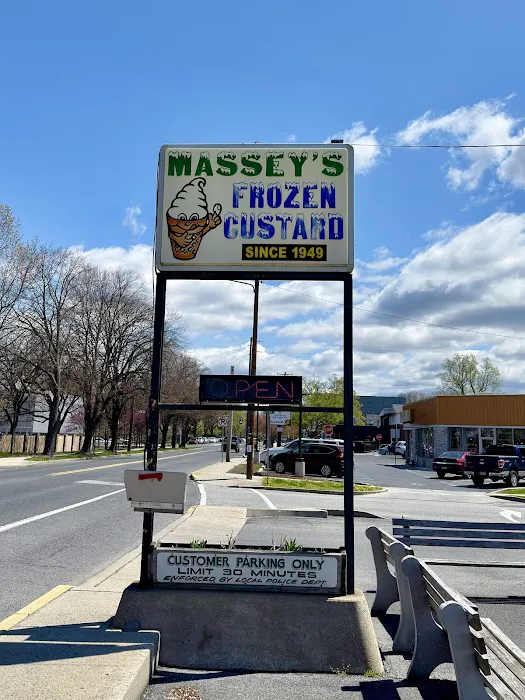 MASSEY'S
FROZEN
CUSTARD
SINCE 1949
OPEN
CUSTOMER PARKING ONLY
LIMIT 30 MINUTES
ENFORCED BY LOCAL POLICE DEPT.